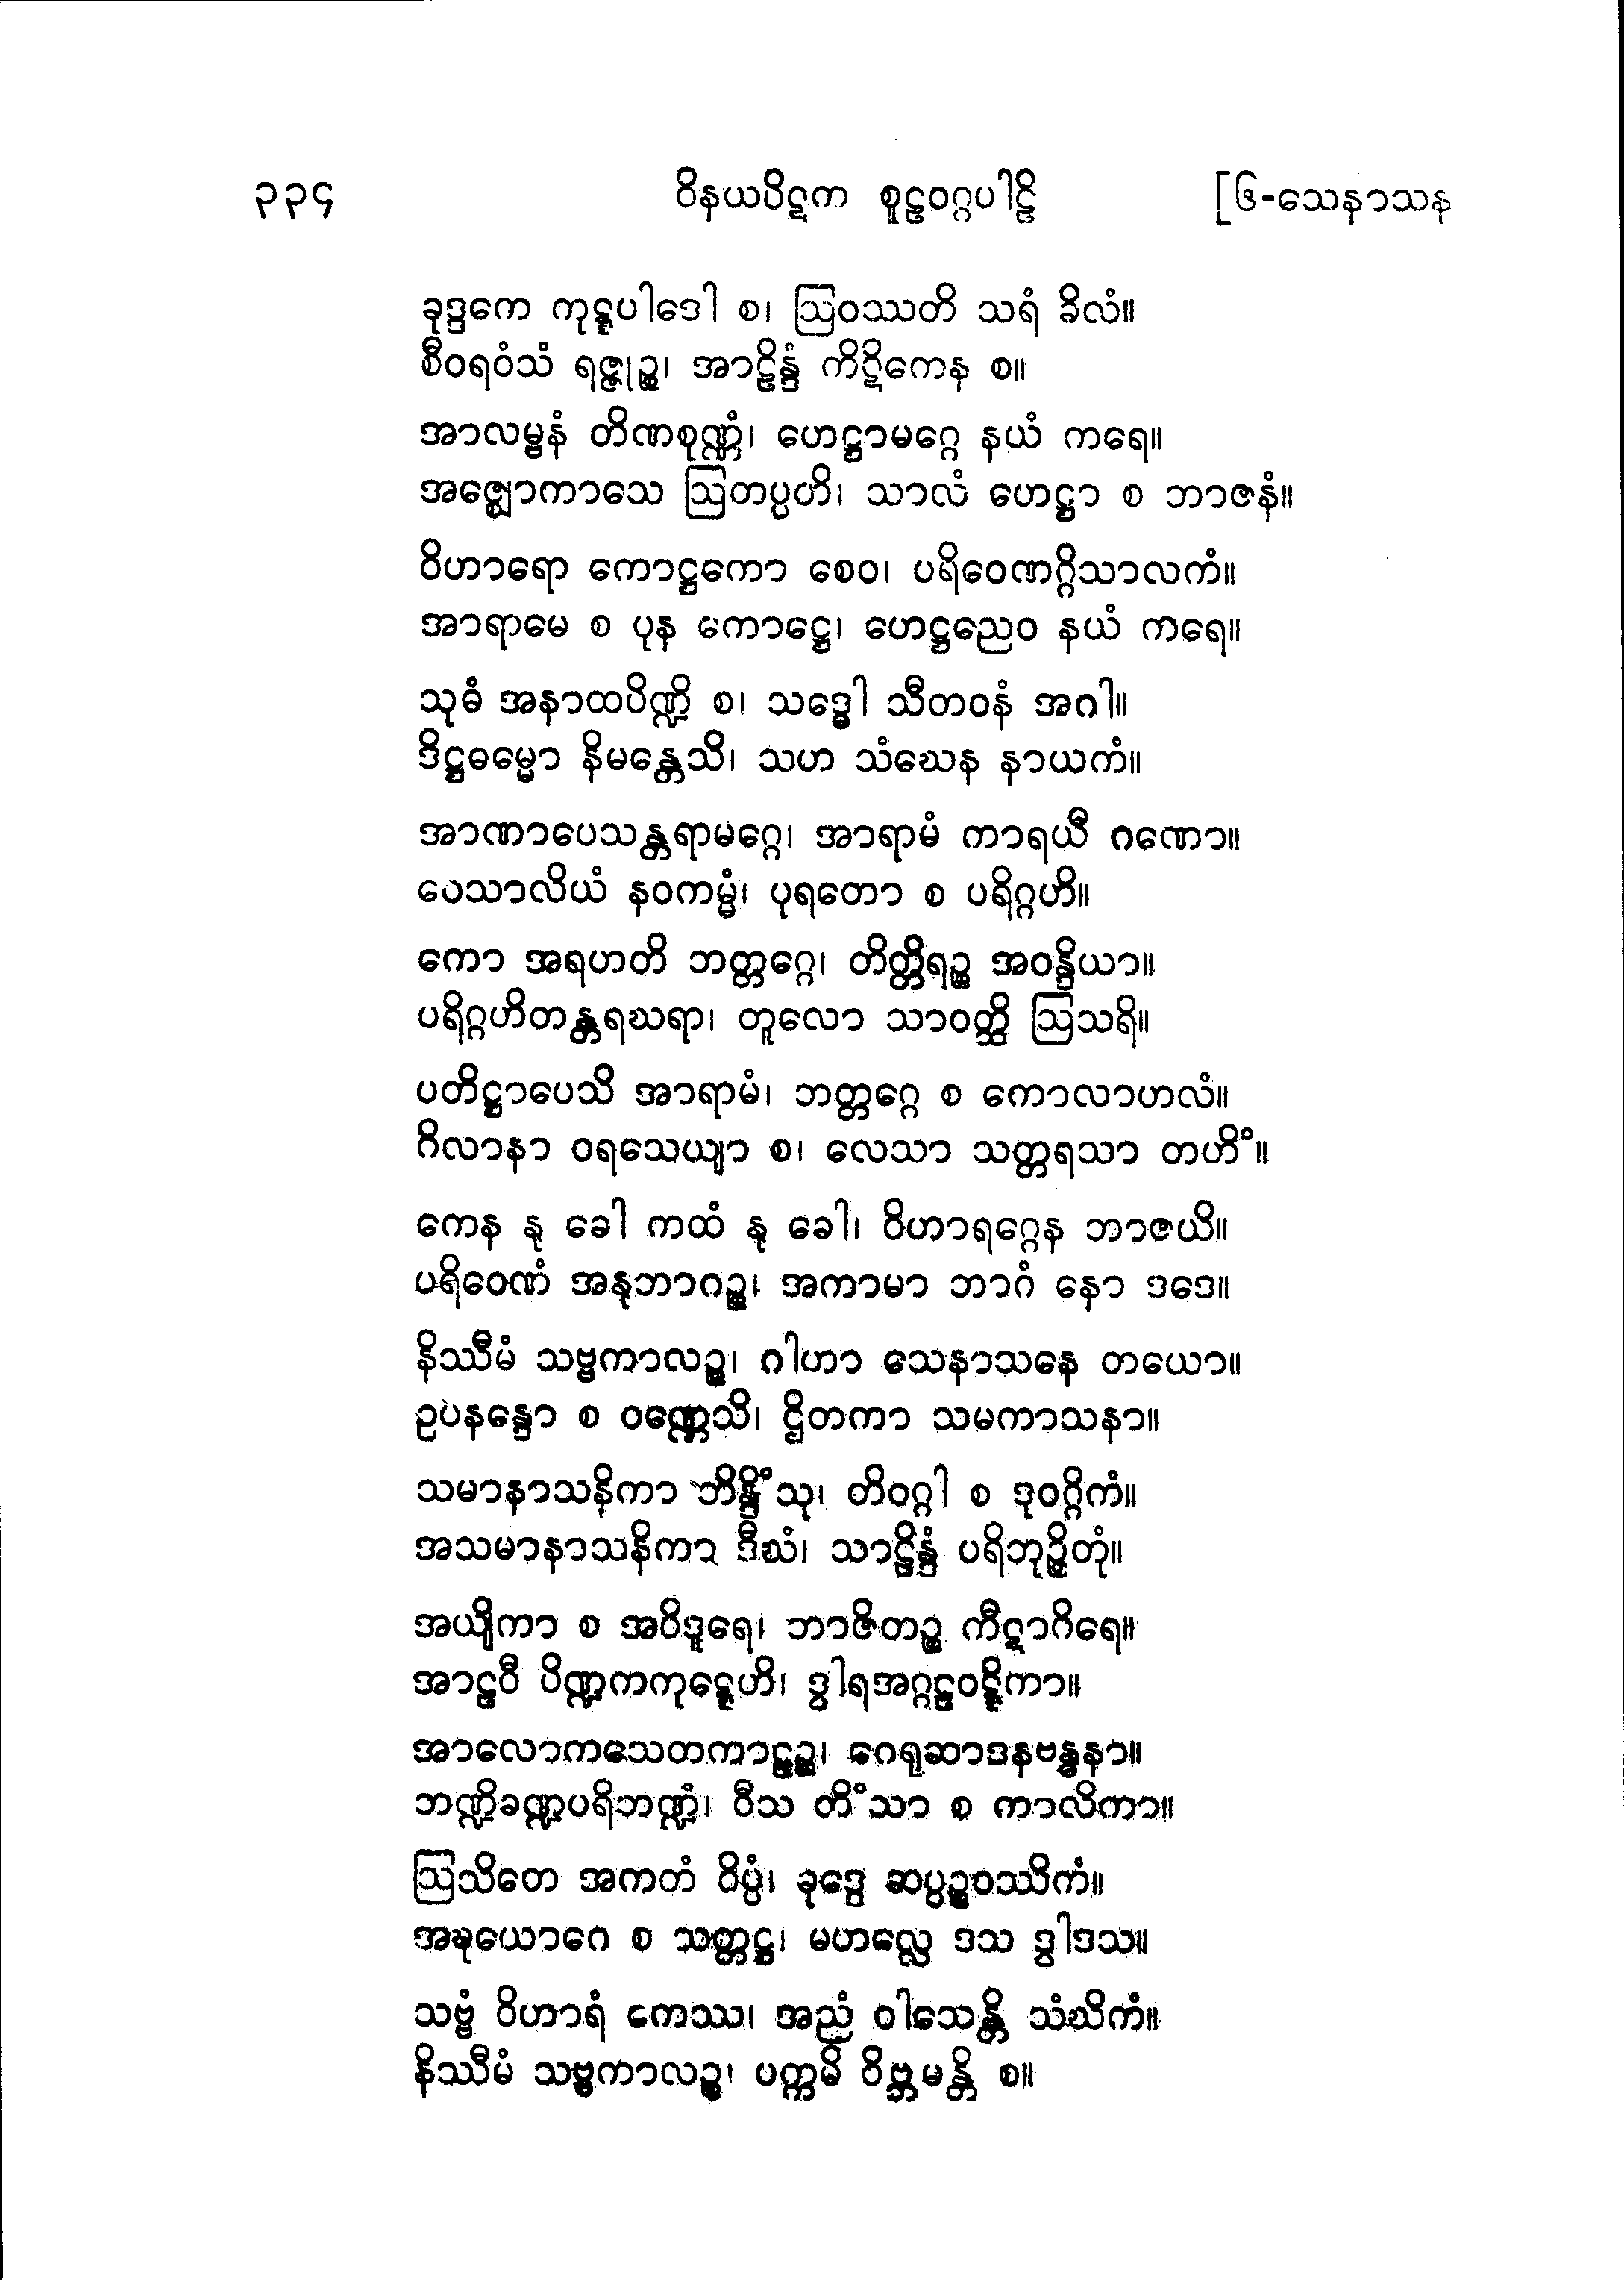 ၃၃၄ ဝိနယပိဋက စူဠဝဂ္ဂပါဠိ [၆-သေနာသန
ခုဒ္ဒကေ ကုဋ္ဋပါဒေါ စ၊ ဩဝဿတိ သရံ ခိလံ။
စီဝရဝံသံ ရဇ္ဇုဉ္စ၊ အာဠိန္ဒံ ကိဋိကေန စ။
အာလမ္ဗနံ တိဏစုဏ္ဏံ၊ ဟေဋ္ဌာမဂ္ဂေ နယံ ကရေ။
အဇ္ဈောကာသေ ဩတပ္ပတိ၊ သာလံ ဟေဋ္ဌာ စ ဘာဇနံ။
ဝိဟာရော ကောဋ္ဌကော စေဝ၊ ပရိဝေဏဂ္ဂိသာလကံ။
အာရာမေ စ ပုန ကောဋ္ဌေ၊ ဟေဋ္ဌညေဝ နယံ ကရေ။
သုဓံ အနာထပိဏ္ဍိ စ၊ သဒ္ဓေါ သီတဝနံ အဂါ။
ဒိဋ္ဌဓမ္မော နိမန္တေသိ၊ သဟ သံဃေန နာယကံ။
အာဏာပေသန္တရာမဂ္ဂေ၊ အာရာမံ ကာရယီ ဂဏော။
ဝေသာလိယံ နဝကမ္မံ၊ ပုရတော စ ပရိဂ္ဂဟိ။
ကော အရဟတိ ဘတ္တဂ္ဂေ၊ တိတ္တိရဉ္စ အဝန္ဒိယာ။
ပရိဂ္ဂဟိတန္တရဃရာ၊ တူလော သာဝတ္ထိ ဩသရိ။
ပတိဋ္ဌာပေသိ အာရာမံ၊ ဘတ္တဂ္ဂေ စ ကောလာဟလံ။
ဂိလာနာ ဝရသေယျာ စ၊ လေသာ သတ္တရသာ တဟိံ။
ကေန နု ခေါ ကထံ နု ခေါ၊ ဝိဟာရဂ္ဂေန ဘာဇယိ။
ပရိဝေဏံ အနုဘာဂဉ္စ၊ အကာမာ ဘာဂံ နော ဒဒေ။
နိဿီမံ သဗ္ဗကာလဉ္စ၊ ဂါဟာ သေနာသနေ တယော။
ဥပနန္ဒော စ ဝဏ္ဏေသိ၊ ဌိတကာ သမကာသနာ။
သမာနာသနိကာ ဘိန္ဒိံသု၊ တိဝဂ္ဂါ စ ဒုဝဂ္ဂိကံ။
အသမာနာသနိကာ ဒီဃံ၊ သာဠိန္ဒံ ပရိဘုဉ္ဇိတုံ။
အယျိကာ စ အဝိဒူရေ၊ ဘာဇိတဉ္စ ကီဋာဂိရေ။
အာဠဝီ ပိဏ္ဍကကုဋ္ဋေဟိ၊ ဒွါရအဂ္ဂဠဝဋ္ဋိကာ။
အာလောကသေတကာဠဉ္စ၊ ဂေရုဆာဒနဗန္ဓနာ။
ဘဏ္ဍိခဏ္ဍပရိဘဏ္ဍံ၊ ဝီသ တိံသာ စ ကာလိကာ။
ဩသိတေ အကတံ ဝိပ္ပံ၊ ခုဒ္ဒေ ဆပ္ပဉ္စဝဿိကံ။
အဍ္ဎယောဂေ စ သတ္တဋ္ဌ၊ မဟလ္လေ ဒသ ဒွါဒသ။
သဗ္ဗံ ဝိဟာရံ ကေဿ၊ အညံ ဝါသေန္တိ သံဃိကံ။
နိဿီမံ သဗ္ဗကာလဉ္စ၊ ပက္ကမိ ဝိဗ္ဘမန္တိ စ။